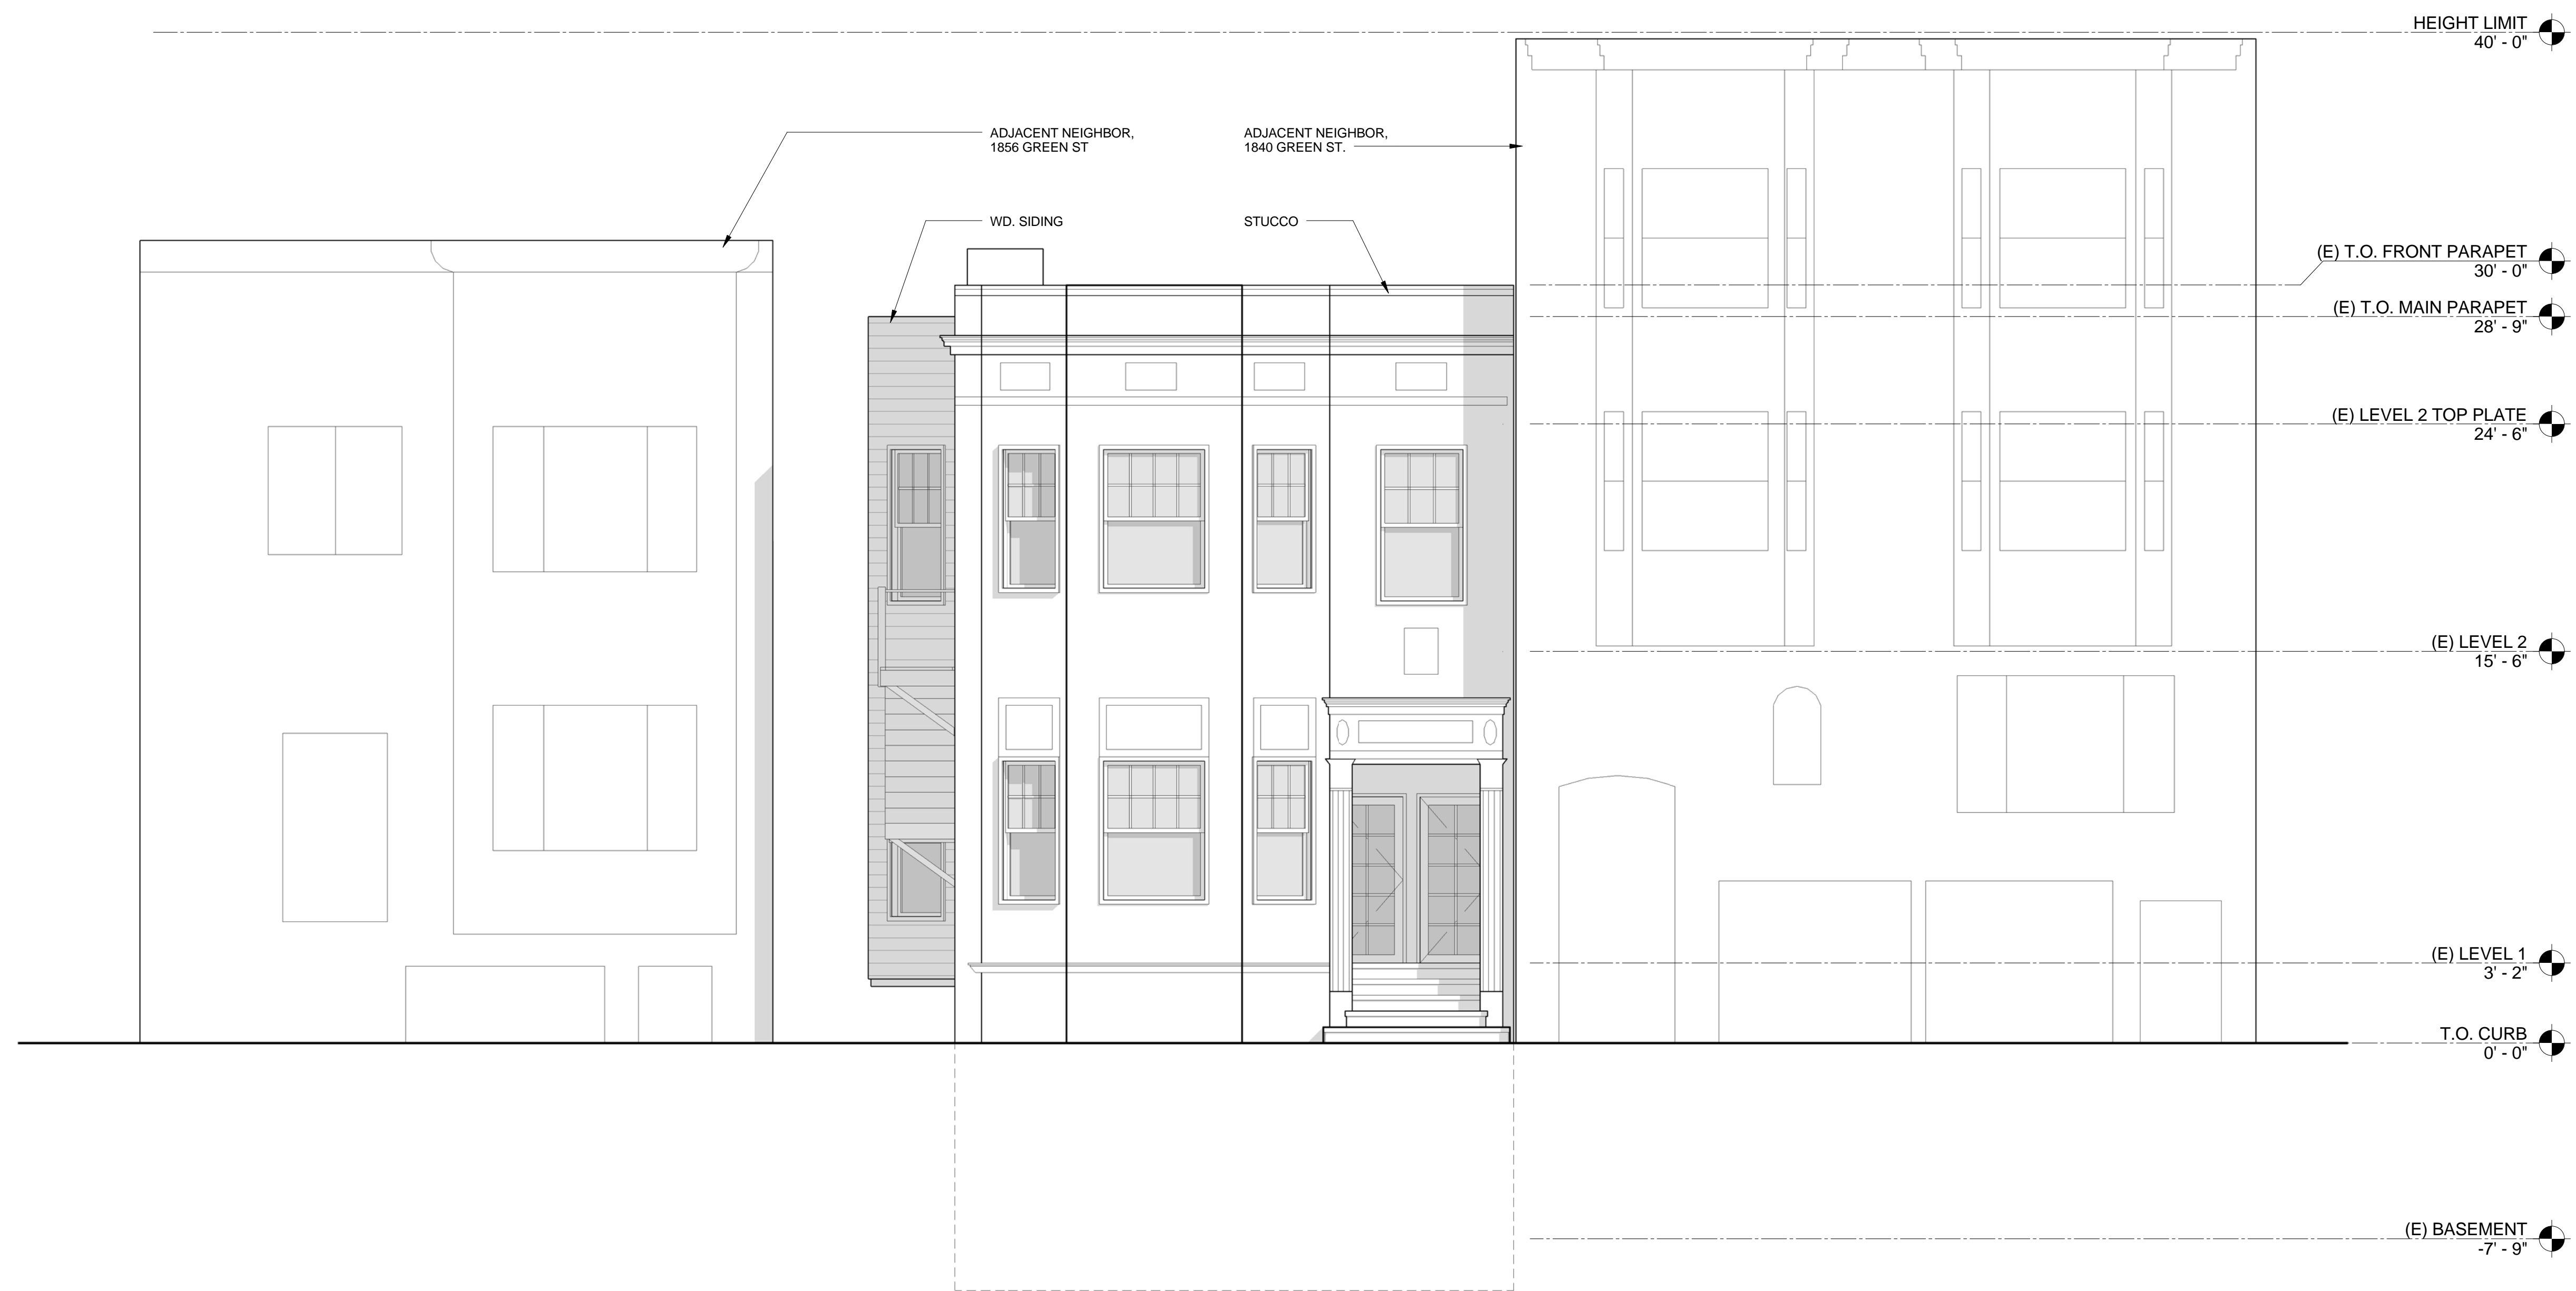 HEIGHT LIMIT
40' - 0"
ADJACENT NEIGHBOR,
1856 GREEN ST
ADJACENT NEIGHBOR,
1840 GREEN ST.
WD. SIDING
STUCCO
(E) T.O. FRONT PARAPET
30' - 0"
(E) T.O. MAIN PARAPET
28' - 9"
(E) LEVEL 2 TOP PLATE
24' - 6"
(E) LEVEL 2
15' - 6"
(E) LEVEL 1
3' - 2"
T.O. CURB
0' - 0"
(E) BASEMENT
-7' - 9"